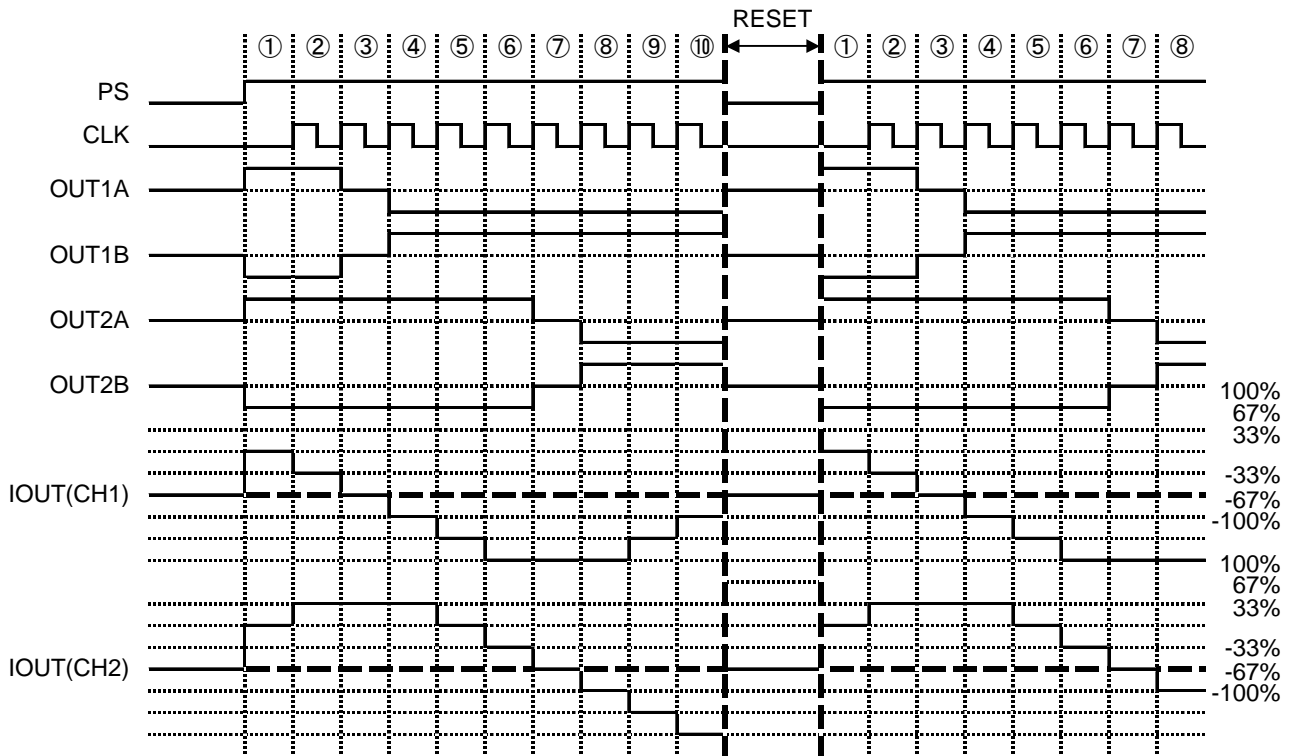 RESET
① ② ③ ④ ⑤ ⑥ ⑦ ⑧ ⑨ ⑩ ① ② ③ ④ ⑤ ⑥ ⑦ ⑧
PS
CLK
OUT1A
OUT1B
OUT2A
OUT2B
100%
67%
33%
IOUT(CH1)
-33%
-67%
-100%
100%
67%
33%
IOUT(CH2)
-33%
-67%
-100%